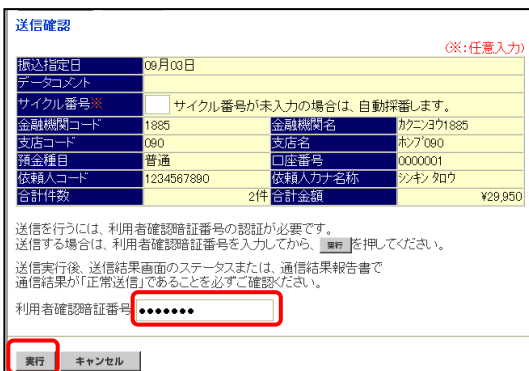 送信確認
(※:任意入力)
振込指定日 09月03日
データコメント
サイクル番号※ サイクル番号が未入力の場合は、自動採番します。
金融機関コード 1885 金融機関名 カクニンヨウ1885
支店コード 090 支店名 ホンブ090
預金種目 普通 口座番号 0000001
依頼人コード 1234567890 依頼人カナ名称 シンキン タロウ
合計件数 2件 合計金額 ¥29,950
送信を行うには、利用者確認暗証番号の認証が必要です。
送信する場合は、利用者確認暗証番号を入力してから、 実行 を押してください。
送信実行後、送信結果画面のステータスまたは、通信結果報告書で
通信結果が「正常送信」であることを必ずご確認ください。
利用者確認暗証番号 ●●●●●●●
実行 キャンセル